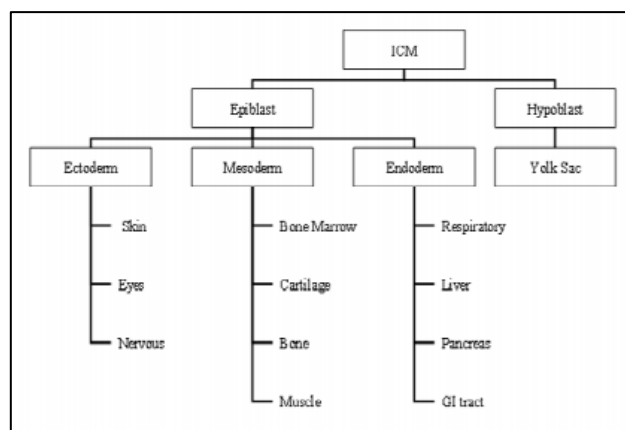 ICM
Epiblast
Hypoblast
Ectoderm
Mesoderm
Endoderm
Yolk Sac
Skin
Bone Marrow
Respiratory
Eyes
Cartilage
Liver
Nervous
Bone
Pancreas
Muscle
GI tract